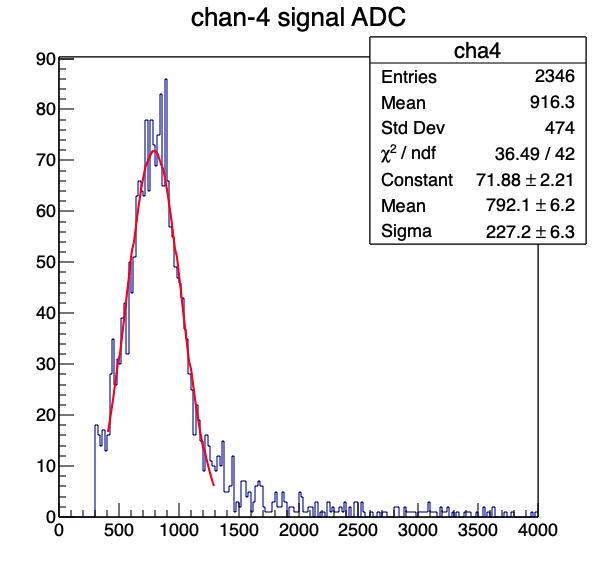 chan-4 signal ADC
cha4
Entries 2346
Mean 916.3
Std Dev 474
χ² / ndf 36.49 / 42
Constant 71.88 ± 2.21
Mean 792.1 ± 6.2
Sigma 227.2 ± 6.3
90
80
70
60
50
40
30
20
10
0
0 500 1000 1500 2000 2500 3000 3500 4000